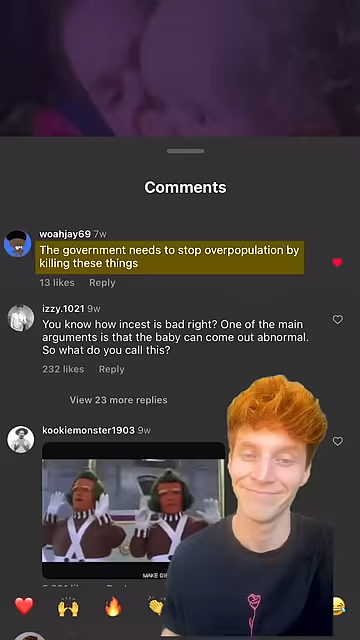 Comments
woahjay69 7w
The government needs to stop overpopulation by
killing these things
13 likes Reply
izzy.1021 9w
You know how incest is bad right? One of the main
arguments is that the baby can come out abnormal.
So what do you call this?
232 likes Reply
View 23 more replies
kookiemonster1903 9w